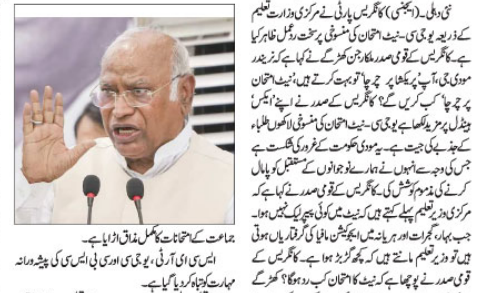 نئی دہلی۔ (ایجنسی) کانگریس پارٹی نے مرکزی وزارت تعلیم
کے ذریعہ یو جی سی-نیٹ امتحان کی منسوخی پر سخت ردعمل ظاہر کیا
ہے۔ کانگریس کے قومی صدر ملکارجن کھڑگے نے کہا ہے کہ نریندر
مودی جی، آپ 'پریکشا پر چرچا' تو بہت کرتے ہیں، 'نیٹ امتحان
پر چرچا' کب کریں گے؟ کانگریس کے صدر نے اپنے 'ایکس'
ہینڈل پر مزید لکھا ہے یو جی سی-نیٹ امتحان کی منسوخی لاکھوں طلباء
کے جذبے کی جیت ہے۔ یہ مودی حکومت کے غرور کی شکست ہے
جس کی وجہ سے انہوں نے ہمارے نوجوانوں کے مستقبل کو پامال
کرنے کی مذموم کوشش کی۔ کانگریس کے قومی صدر نے کہا ہے کہ
مرکزی وزیر تعلیم پہلے کہتے ہیں کہ نیٹ میں کوئی پیپر لیک نہیں ہوا۔
جب بہار، گجرات اور ہریانہ میں ایجوکیشن مافیا کی گرفتاریاں ہوتی
ہیں تو وزیر تعلیم مانتے ہیں کہ کچھ گڑبڑ ہوا ہے۔ کانگریس کے قومی
صدر نے پوچھا ہے کہ نیٹ کا امتحان کب رد ہوگا؟ کھڑگے
جماعت کے امتحانات کا مکمل مذاق اڑایا ہے۔
ایس سی ای آر ٹی، یو جی سی اور سی بی ایس سی کی پیشہ ورانہ
مہارت کو تباہ کر دیا گیا ہے۔